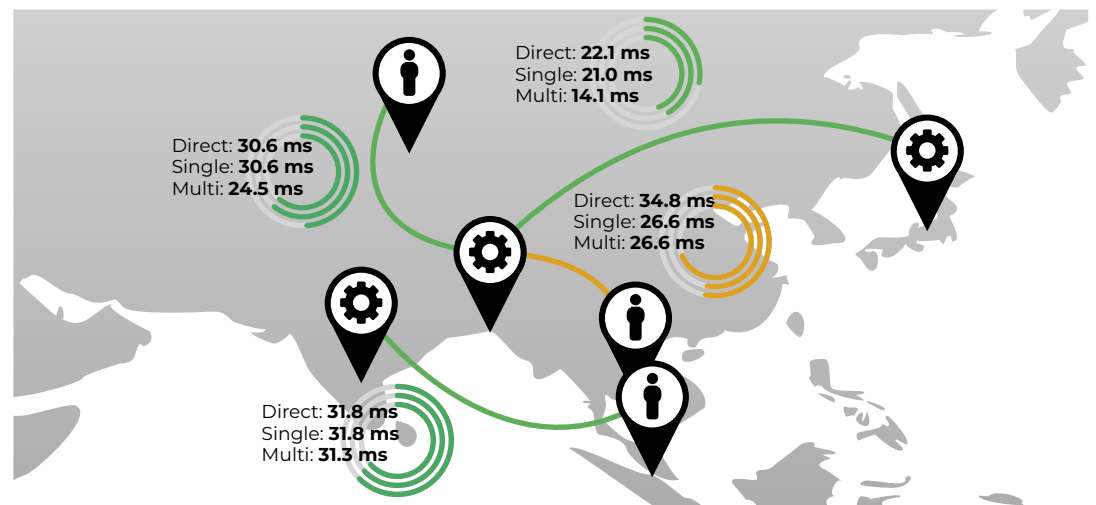 Direct: 22.1 ms
Single: 21.0 ms
Multi: 14.1 ms
Direct: 30.6 ms
Single: 30.6 ms
Multi: 24.5 ms
Direct: 34.8 ms
Single: 26.6 ms
Multi: 26.6 ms
Direct: 31.8 ms
Single: 31.8 ms
Multi: 31.3 ms